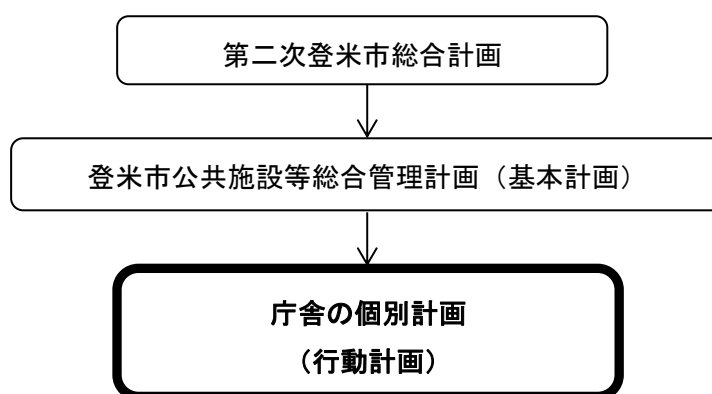 第二次登米市総合計画
登米市公共施設等総合管理計画（基本計画）
庁舎の個別計画
（行動計画）